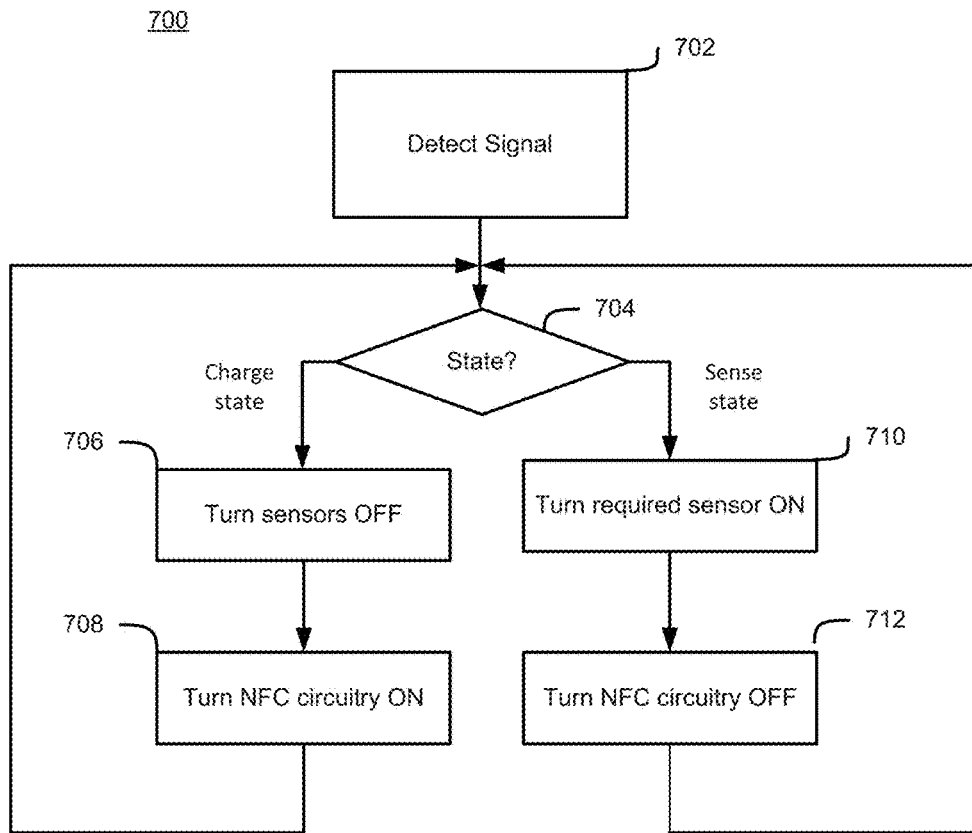 700
702
Detect Signal
704
State?
Charge
state
Sense
state
706
710
Turn sensors OFF
Turn required sensor ON
708
712
Turn NFC circuitry ON
Turn NFC circuitry OFF